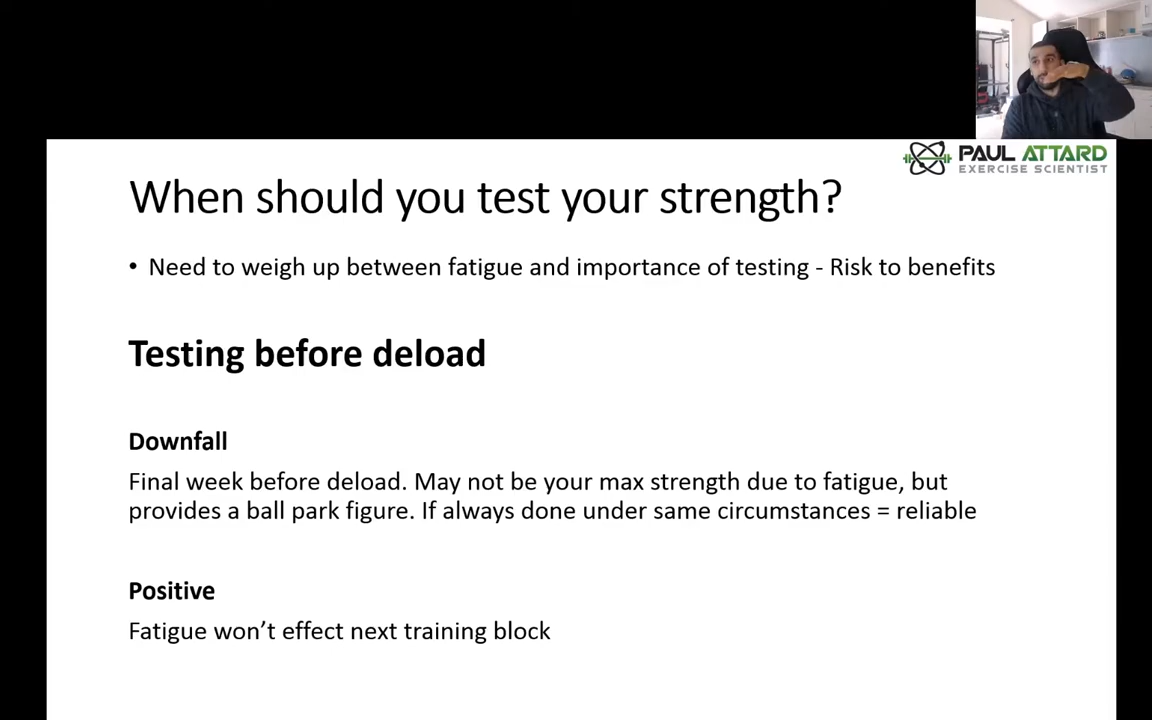 PAUL ATTARD
EXERCISE SCIENTIST
When should you test your strength?
• Need to weigh up between fatigue and importance of testing - Risk to benefits
Testing before deload
Downfall
Final week before deload. May not be your max strength due to fatigue, but
provides a ball park figure. If always done under same circumstances = reliable
Positive
Fatigue won’t effect next training block